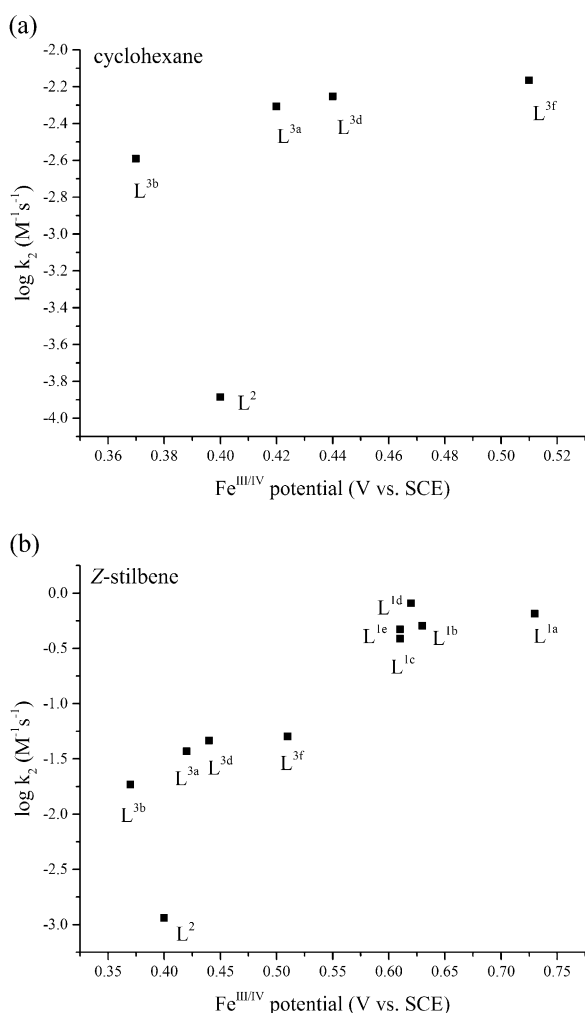 (a)
cyclohexane
-2.0
-2.2
-2.4
-2.6
-2.8
-3.0
-3.2
-3.4
-3.6
-3.8
-4.0
log k₂ (M⁻¹s⁻¹)
L³ᵇ
L³ᵃ
L³ᵈ
L³ᶠ
L²
0.36 0.38 0.40 0.42 0.44 0.46 0.48 0.50 0.52
Feᴵᴵᴵ/ᴵⱽ potential (V vs. SCE)
(b)
Z-stilbene
0.0
-0.5
-1.0
-1.5
-2.0
-2.5
-3.0
log k₂ (M⁻¹s⁻¹)
L¹ᵈ
L¹ᵉ
L¹ᵇ
L¹ᵃ
L¹ᶜ
L³ᵃ
L³ᵈ
L³ᶠ
L³ᵇ
L²
0.35 0.40 0.45 0.50 0.55 0.60 0.65 0.70 0.75
Feᴵᴵᴵ/ᴵⱽ potential (V vs. SCE)